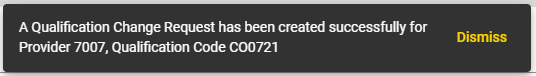 A Qualification Change Request has been created successfully for
Provider 7007, Qualification Code CO0721
Dismiss